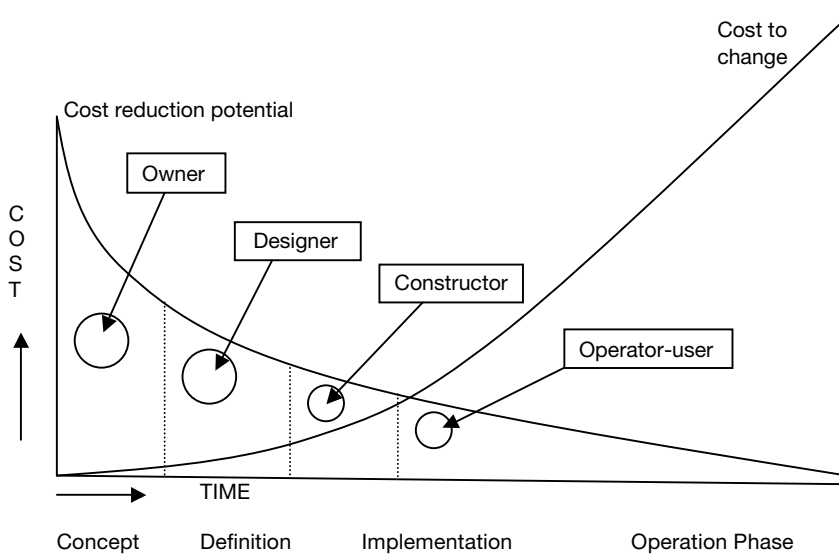 Cost to
change
Cost reduction potential
Owner
Designer
Constructor
Operator-user
C
O
S
T
TIME
Concept
Definition
Implementation
Operation Phase